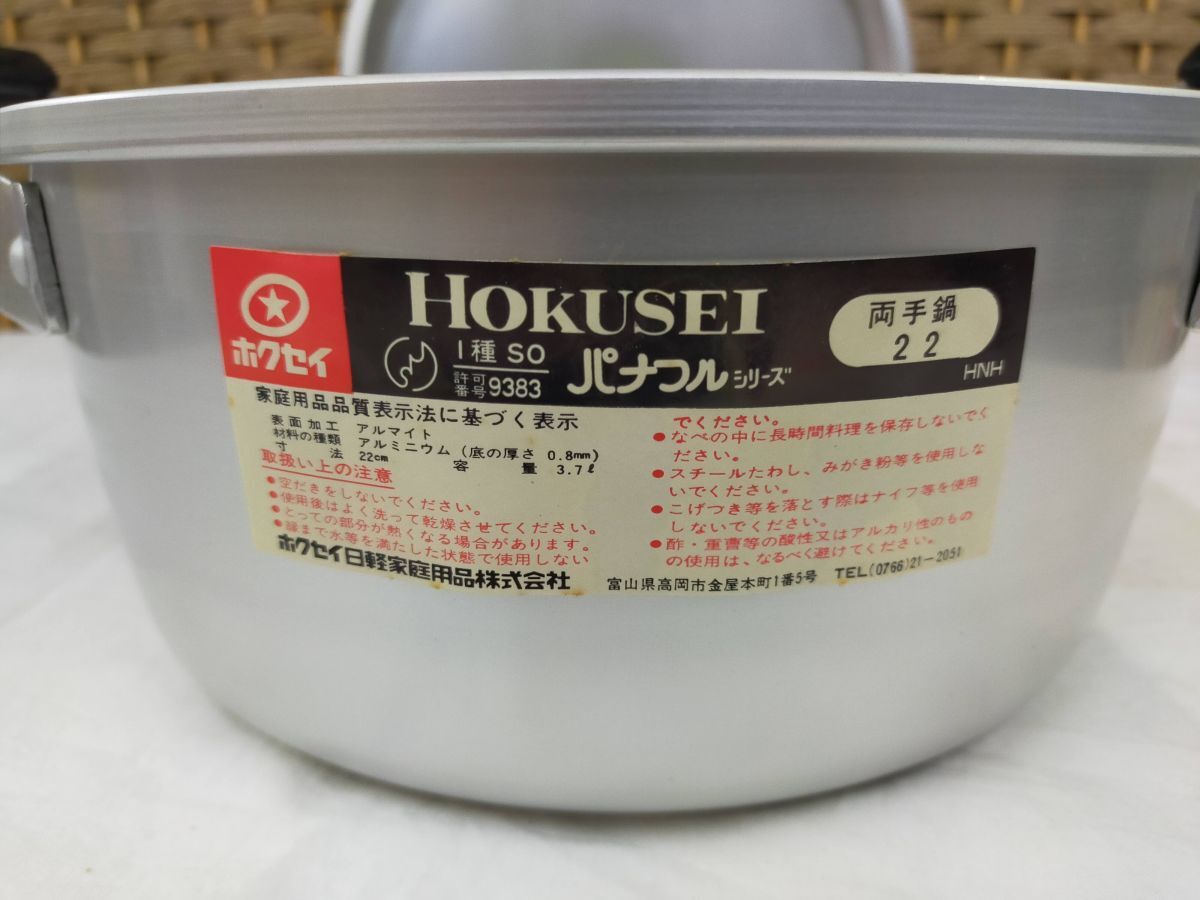 ホクセイ
HOKUSEI
1種 SO
許可番号 9383
パナフルシリーズ
両手鍋
22
HNH
家庭用品品質表示法に基づく表示
表面加工 アルマイト
材料の種類 アルミニウム (底の厚さ 0.8mm)
寸法 22cm 容量 3.7ℓ
取扱い上の注意
●空だきをしないでください。
●使用後はよく洗って乾燥させてください。
●とっての部分が熱くなる場合があります。
●縁まで水等を満たした状態で使用しない
でください。
●なべの中に長時間料理を保存しないでく
ださい。
●スチールたわし、みがき粉等を使用しな
いでください。
●こげつき等を落とす際はナイフ等を使用
しないでください。
●酢・重曹等の酸性又はアルカリ性のもの
の使用は、なるべく避けてください。
ホクセイ日軽家庭用品株式会社
富山県高岡市金屋本町1番5号 TEL(0766)21-2051